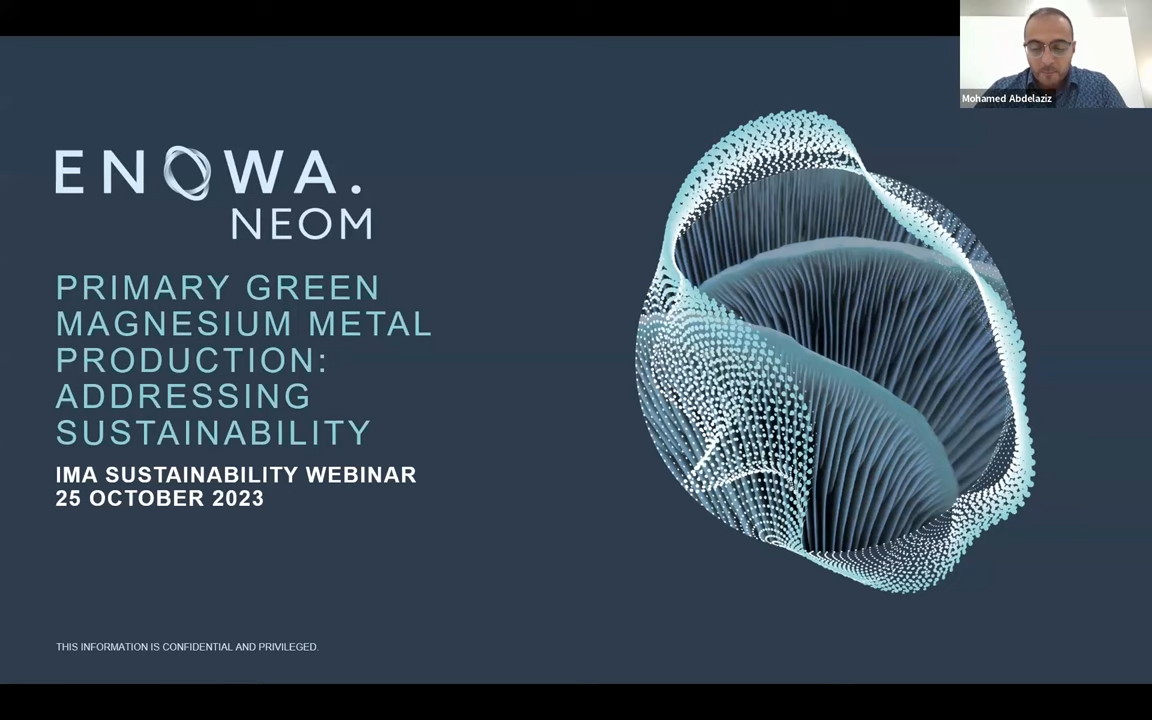 Mohamed Abdelaziz
ENOWA.
NEOM
PRIMARY GREEN
MAGNESIUM METAL
PRODUCTION:
ADDRESSING
SUSTAINABILITY
IMA SUSTAINABILITY WEBINAR
25 OCTOBER 2023
THIS INFORMATION IS CONFIDENTIAL AND PRIVILEGED.